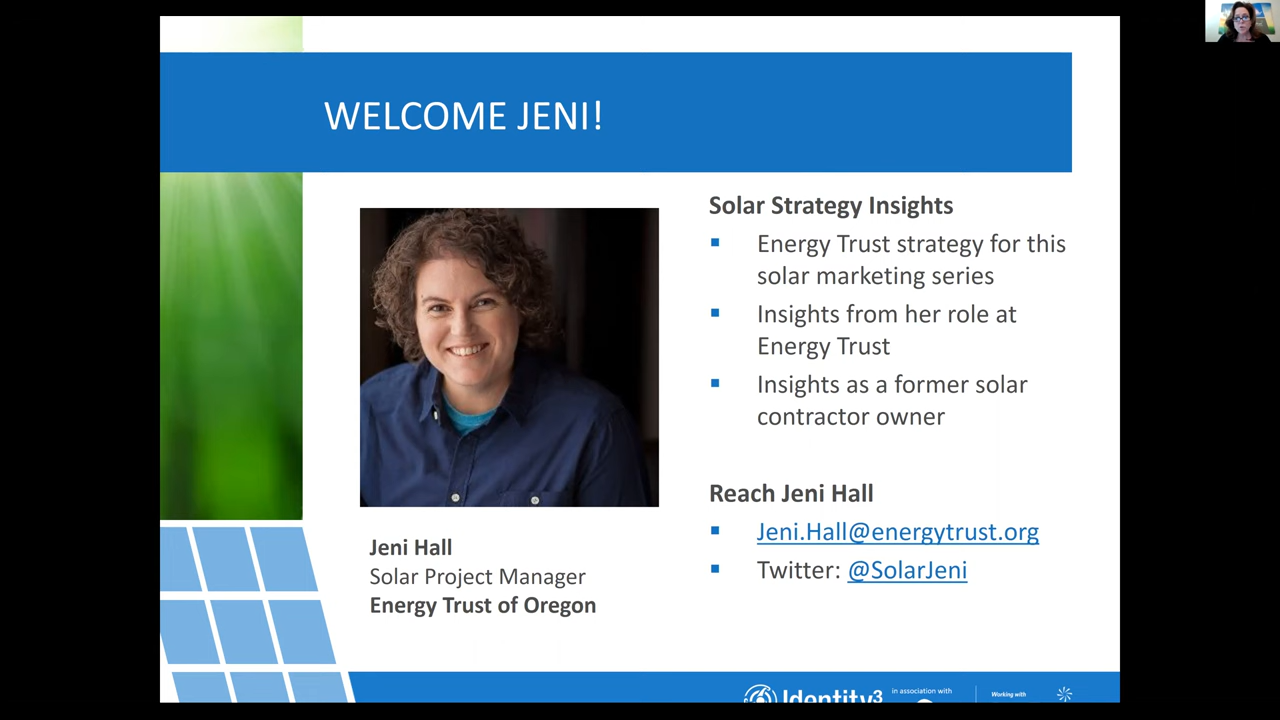 WELCOME JENI!
Solar Strategy Insights
Energy Trust strategy for this
solar marketing series
Insights from her role at
Energy Trust
Insights as a former solar
contractor owner
Reach Jeni Hall
Jeni.Hall@energytrust.org
Twitter: @SolarJeni
Jeni Hall
Solar Project Manager
Energy Trust of Oregon
Identity3
in association with
Working with